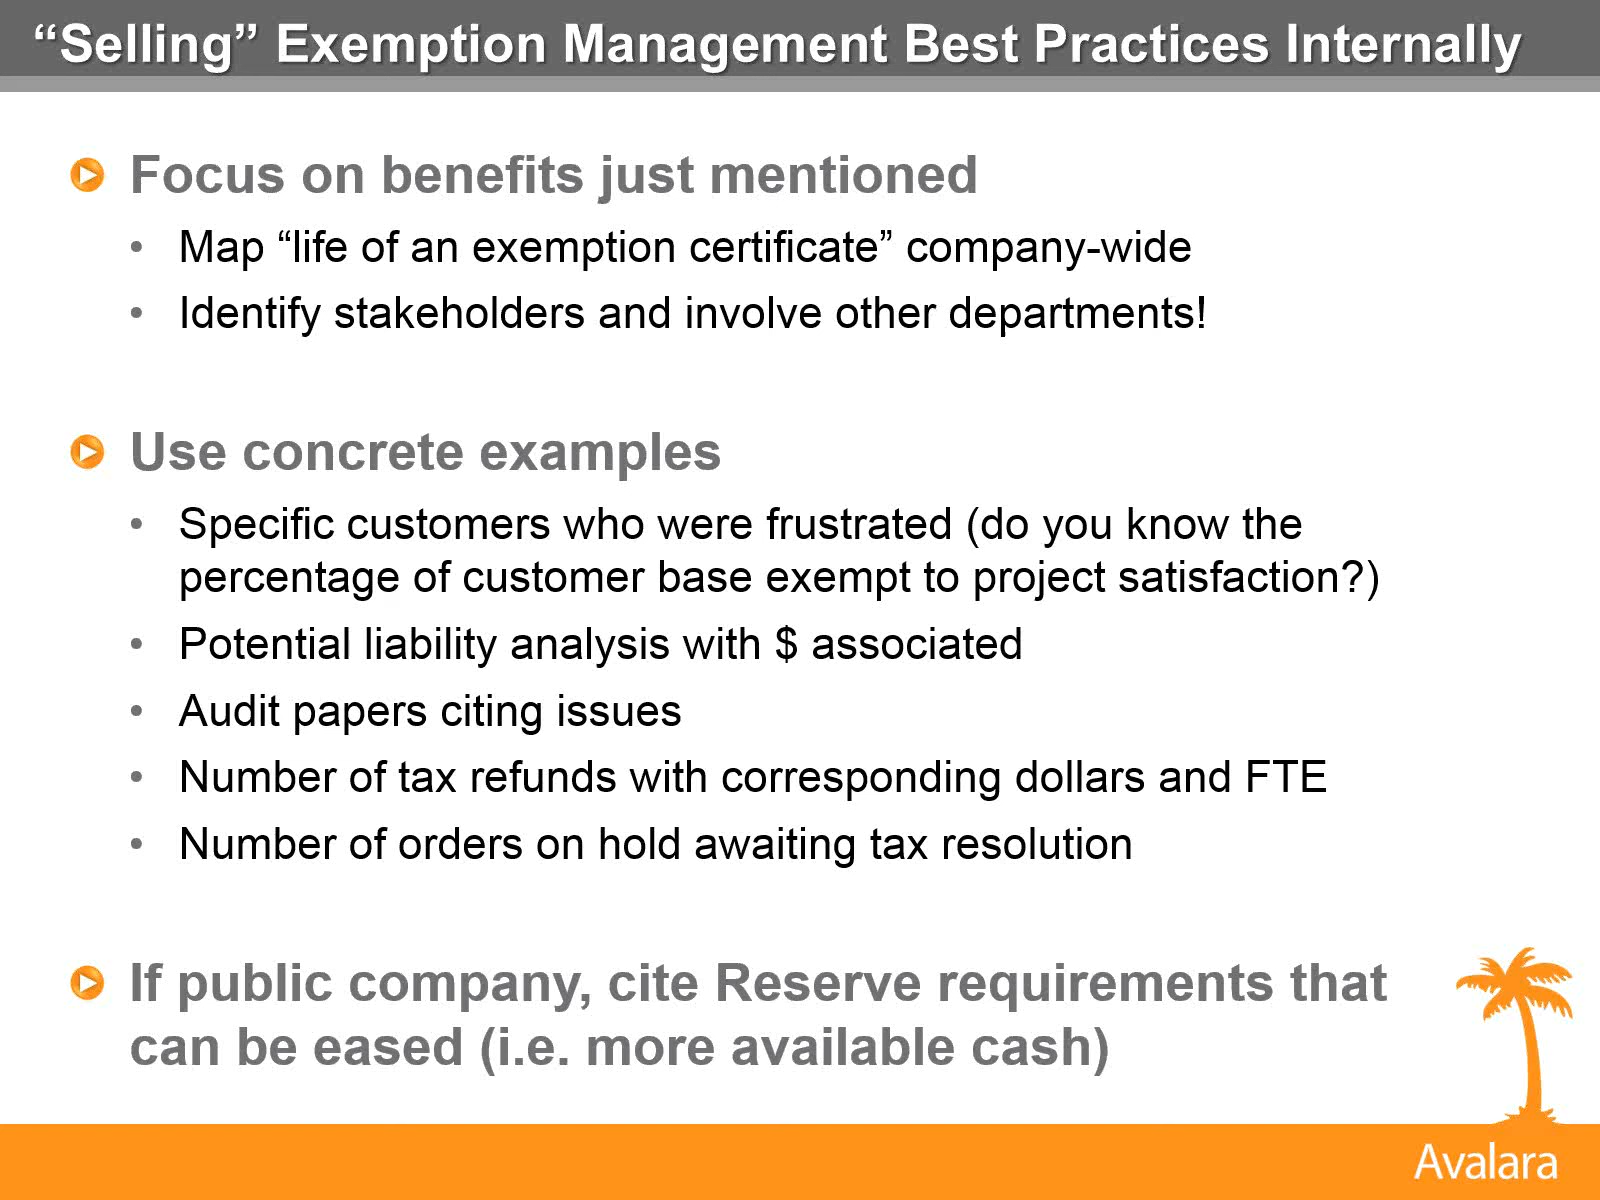 “Selling” Exemption Management Best Practices Internally
Focus on benefits just mentioned
• Map “life of an exemption certificate” company-wide
• Identify stakeholders and involve other departments!
Use concrete examples
• Specific customers who were frustrated (do you know the
percentage of customer base exempt to project satisfaction?)
• Potential liability analysis with $ associated
• Audit papers citing issues
• Number of tax refunds with corresponding dollars and FTE
• Number of orders on hold awaiting tax resolution
If public company, cite Reserve requirements that
can be eased (i.e. more available cash)
Avalara